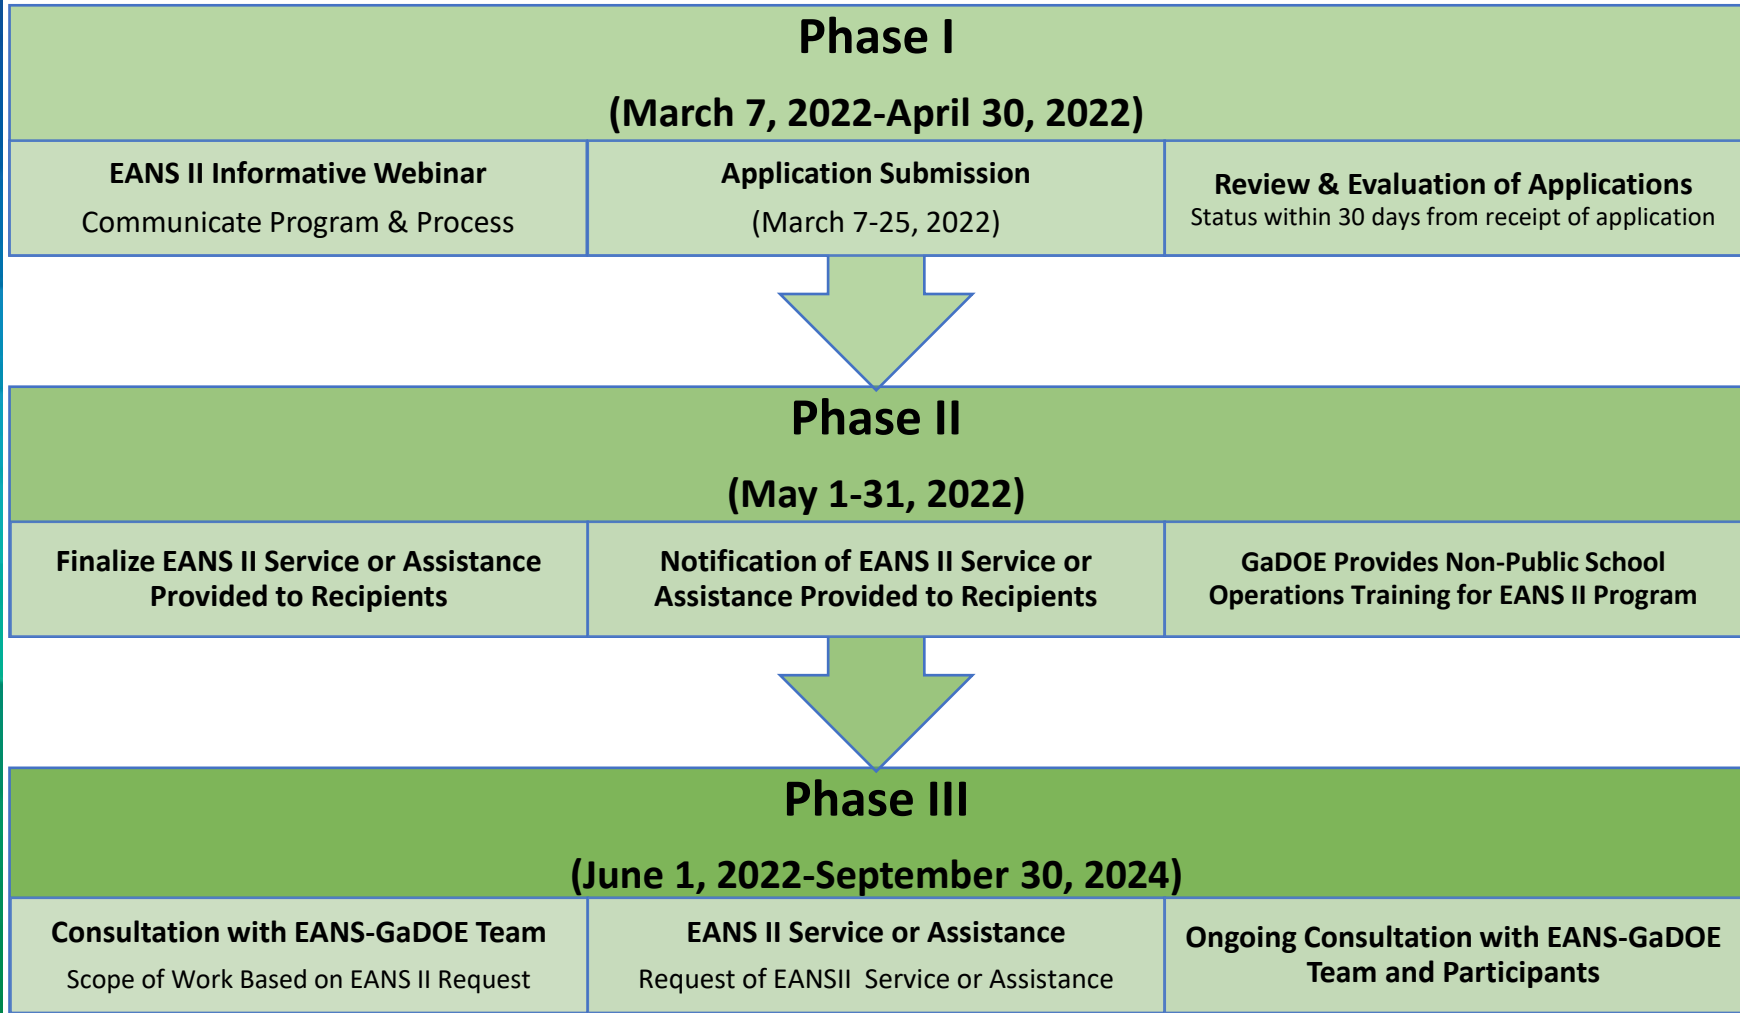 Phase I
(March 7, 2022-April 30, 2022)
EANS II Informative Webinar
Communicate Program & Process
Application Submission
(March 7-25, 2022)
Review & Evaluation of Applications
Status within 30 days from receipt of application
Phase II
(May 1-31, 2022)
Finalize EANS II Service or Assistance
Provided to Recipients
Notification of EANS II Service or
Assistance Provided to Recipients
GaDOE Provides Non-Public School
Operations Training for EANS II Program
Phase III
(June 1, 2022-September 30, 2024)
Consultation with EANS-GaDOE Team
Scope of Work Based on EANS II Request
EANS II Service or Assistance
Request of EANSII  Service or Assistance
Ongoing Consultation with EANS-GaDOE
Team and Participants